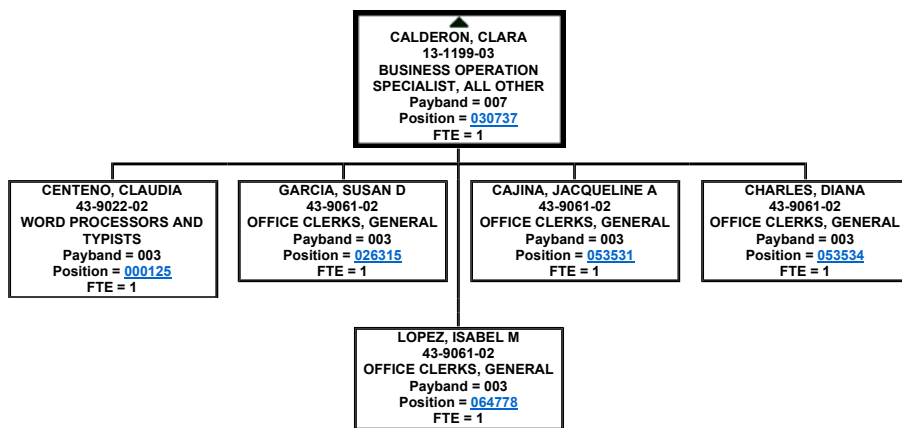 CALDERON, CLARA
13-1199-03
BUSINESS OPERATION
SPECIALIST, ALL OTHER
Payband = 007
Position = 030737
FTE = 1
CENTENO, CLAUDIA
43-9022-02
WORD PROCESSORS AND
TYPISTS
Payband = 003
Position = 000125
FTE = 1
GARCIA, SUSAN D
43-9061-02
OFFICE CLERKS, GENERAL
Payband = 003
Position = 026315
FTE = 1
CAJINA, JACQUELINE A
43-9061-02
OFFICE CLERKS, GENERAL
Payband = 003
Position = 053531
FTE = 1
CHARLES, DIANA
43-9061-02
OFFICE CLERKS, GENERAL
Payband = 003
Position = 053534
FTE = 1
LOPEZ, ISABEL M
43-9061-02
OFFICE CLERKS, GENERAL
Payband = 003
Position = 064778
FTE = 1